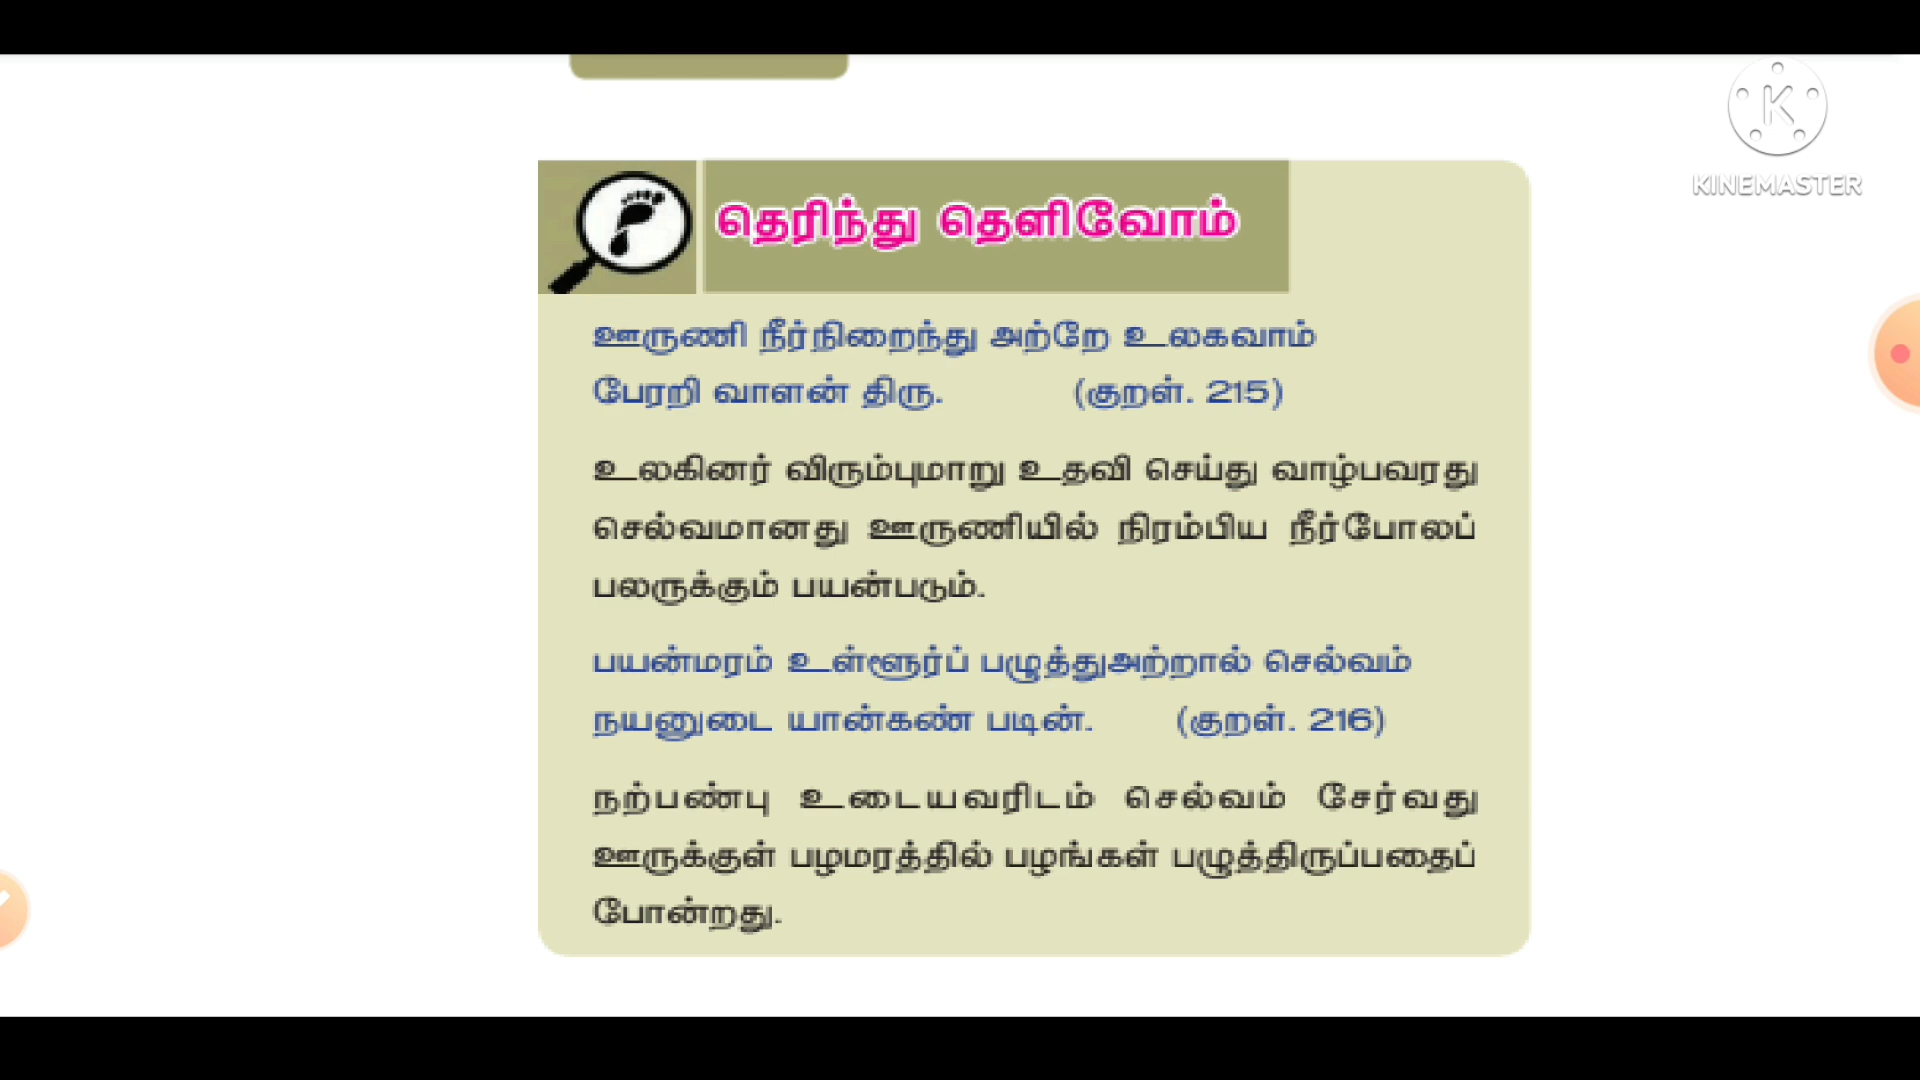 KINEMASTER
தெரிந்து தெளிவோம்
ஊருணி நீர்நிறைந்து அற்றே உலகவாம்
பேரறி வாளன் திரு. (குறள். 215)
உலகினர் விரும்புமாறு உதவி செய்து வாழ்பவரது
செல்வமானது ஊருணியில் நிரம்பிய நீர்போலப்
பலருக்கும் பயன்படும்.
பயன்மரம் உள்ளூர்ப் பழுத்துஅற்றால் செல்வம்
நயனுடை யான்கண் படின். (குறள். 216)
நற்பண்பு உடையவரிடம் செல்வம் சேர்வது
ஊருக்குள் பழமரத்தில் பழங்கள் பழுத்திருப்பதைப்
போன்றது.